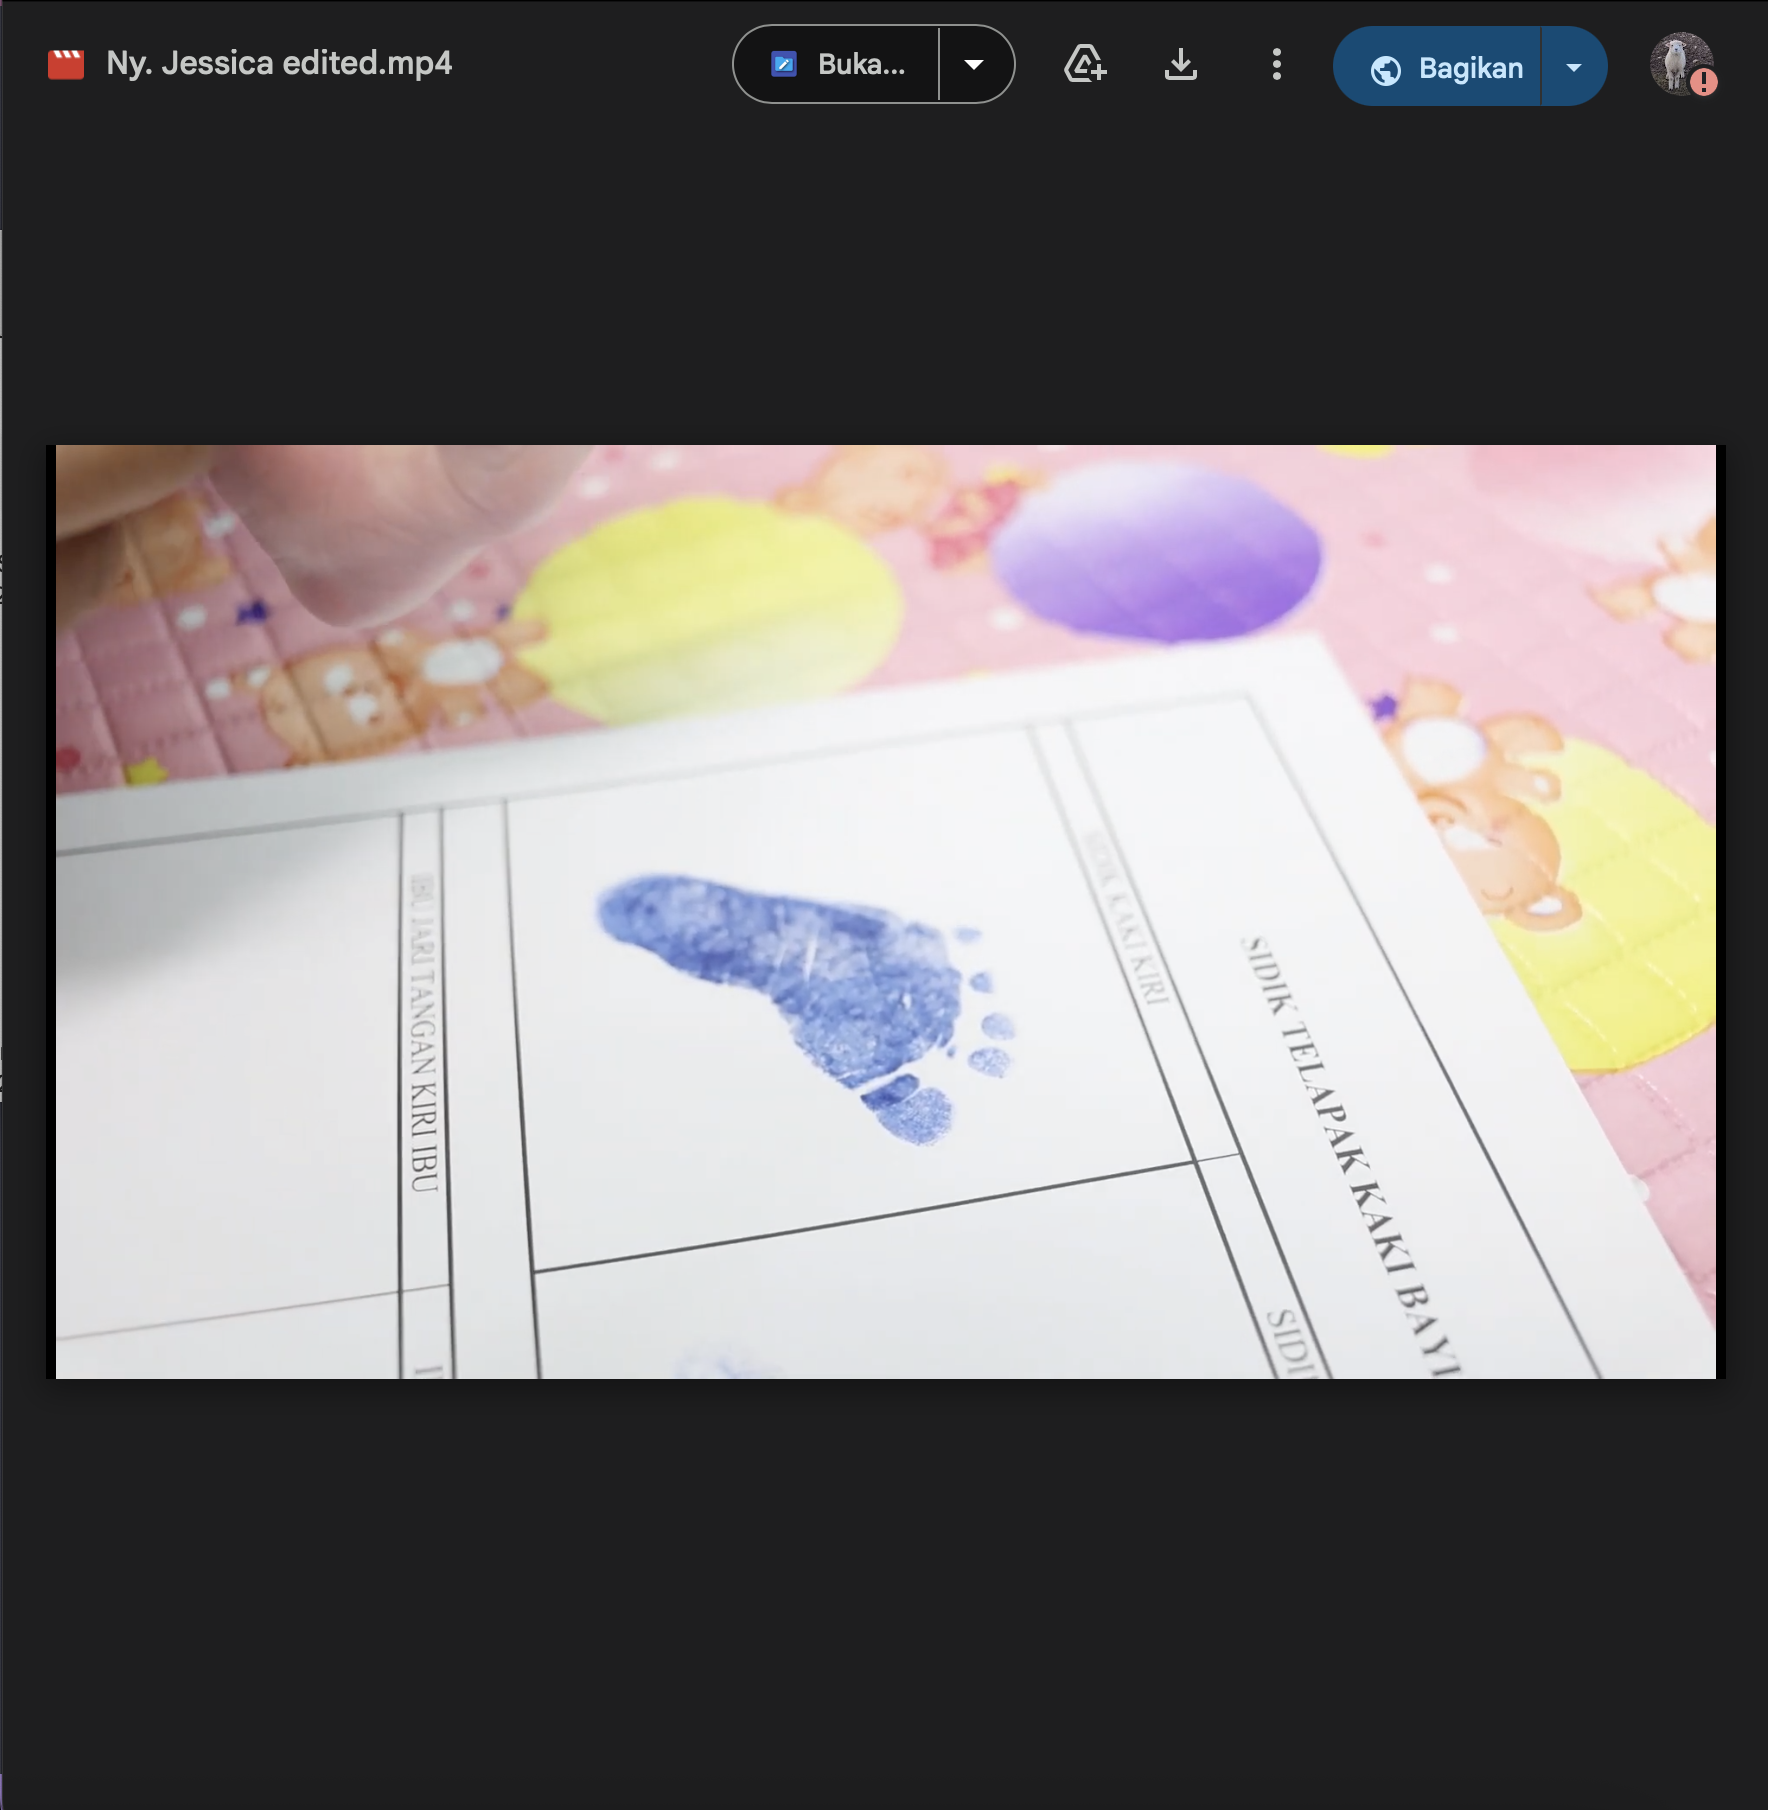 Ny. Jessica edited.mp4
Buka...
Bagikan
SIDIK TELAPAK KAKI BAYI
SIDIK KAKI KIRI
SIDI
IBU JARI TANGAN KIRI IBU
I